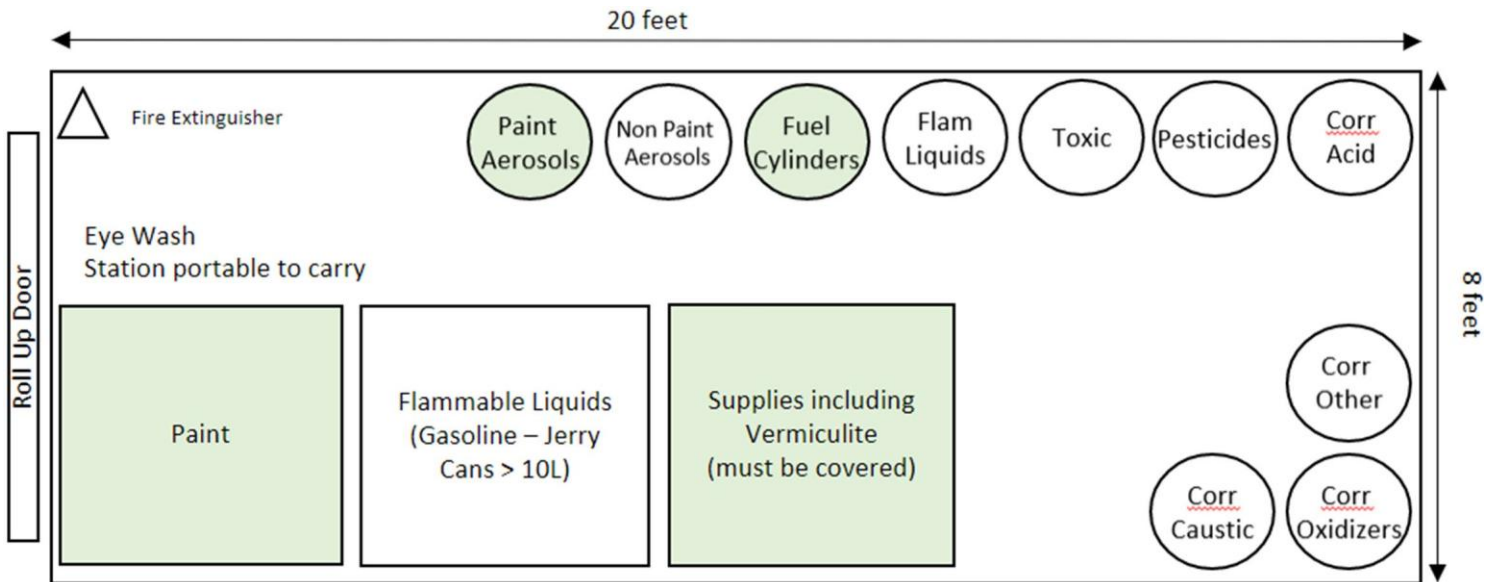 20 feet
Fire Extinguisher
Paint
Aerosols
Non Paint
Aerosols
Fuel
Cylinders
Flam
Liquids
Toxic
Pesticides
Corr
Acid
Eye Wash
Station portable to carry
Roll Up Door
8 feet
Paint
Flammable Liquids
(Gasoline – Jerry
Cans > 10L)
Supplies including
Vermiculite
(must be covered)
Corr
Other
Corr
Caustic
Corr
Oxidizers